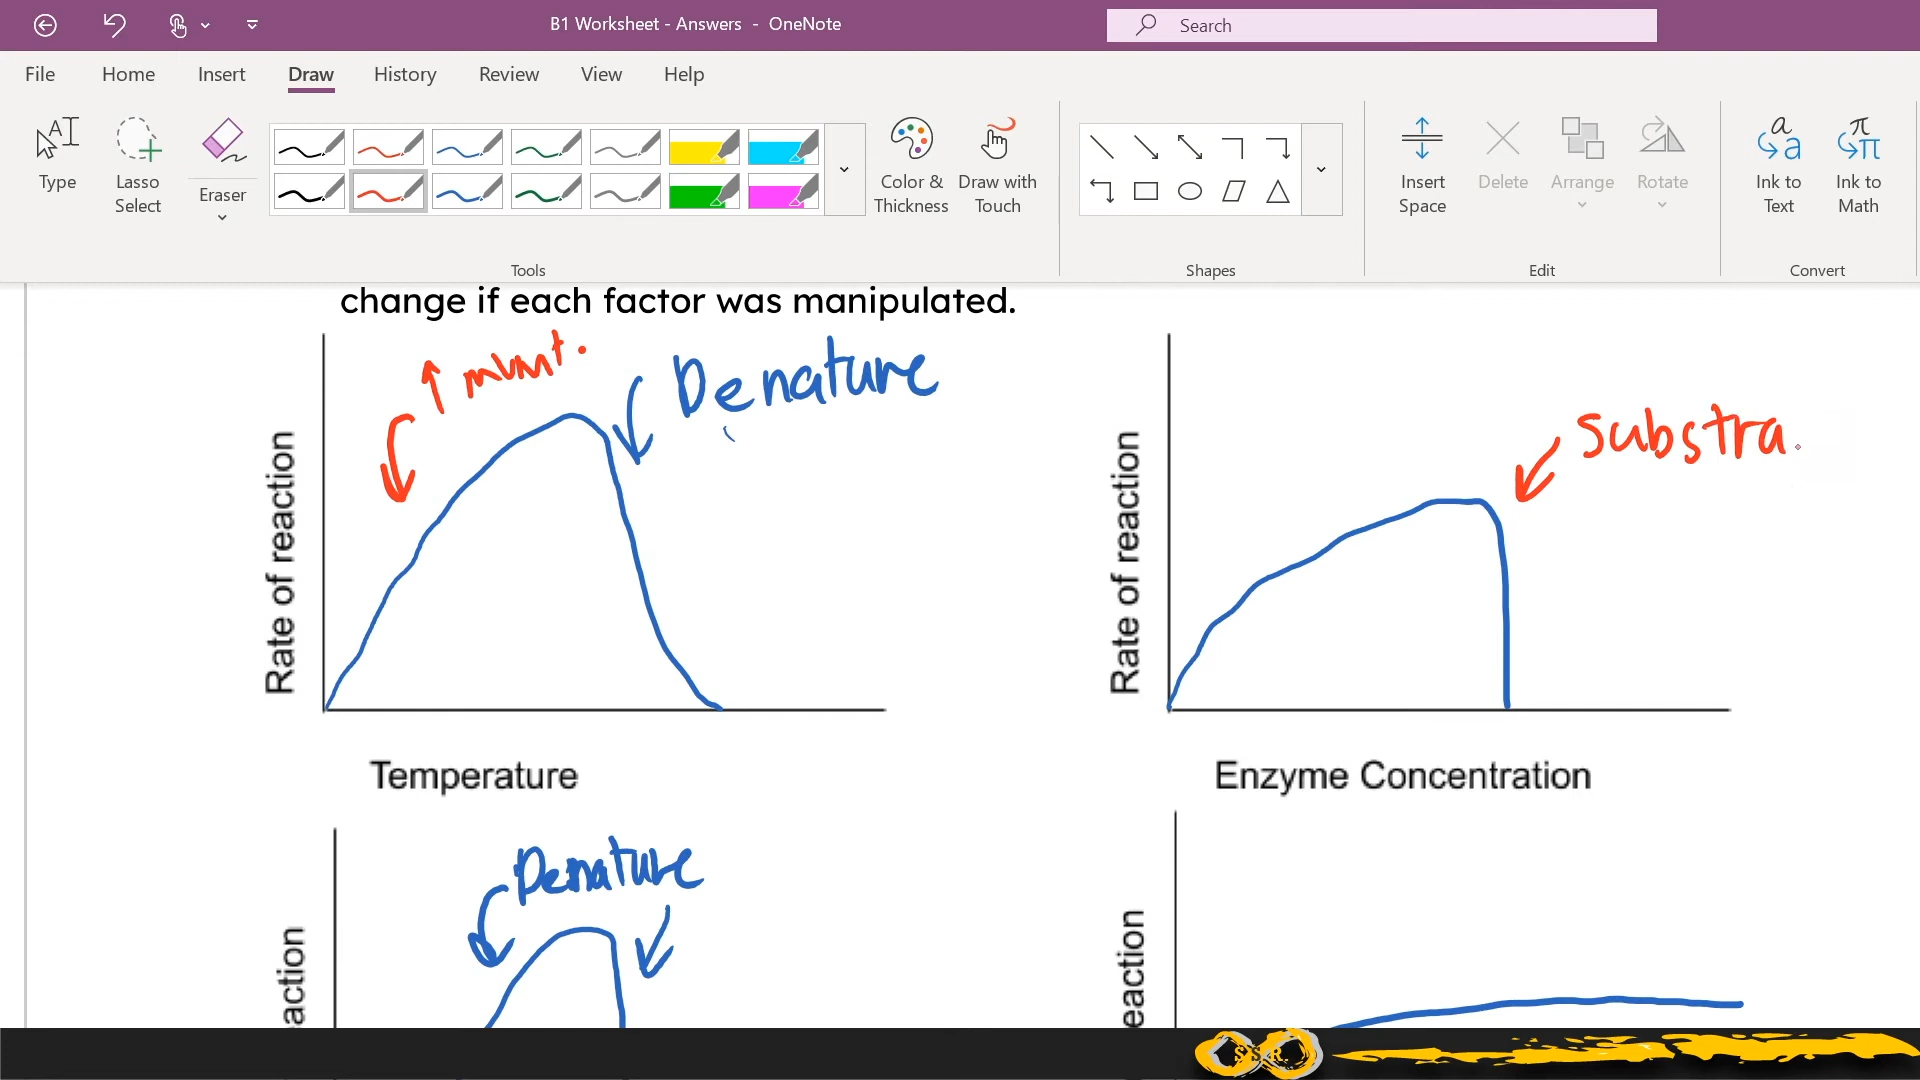 B1 Worksheet - Answers - OneNote
Search
File Home Insert Draw History Review View Help
Type
Lasso Select
Eraser
Color & Thickness
Draw with Touch
Insert Space
Delete
Arrange
Rotate
Ink to Text
Ink to Math
Tools
Shapes
Edit
Convert
change if each factor was manipulated.
↑ mvmt.
Denature
Rate of reaction
Temperature
substra
Rate of reaction
Enzyme Concentration
Denature
action
eaction
S.S.R.